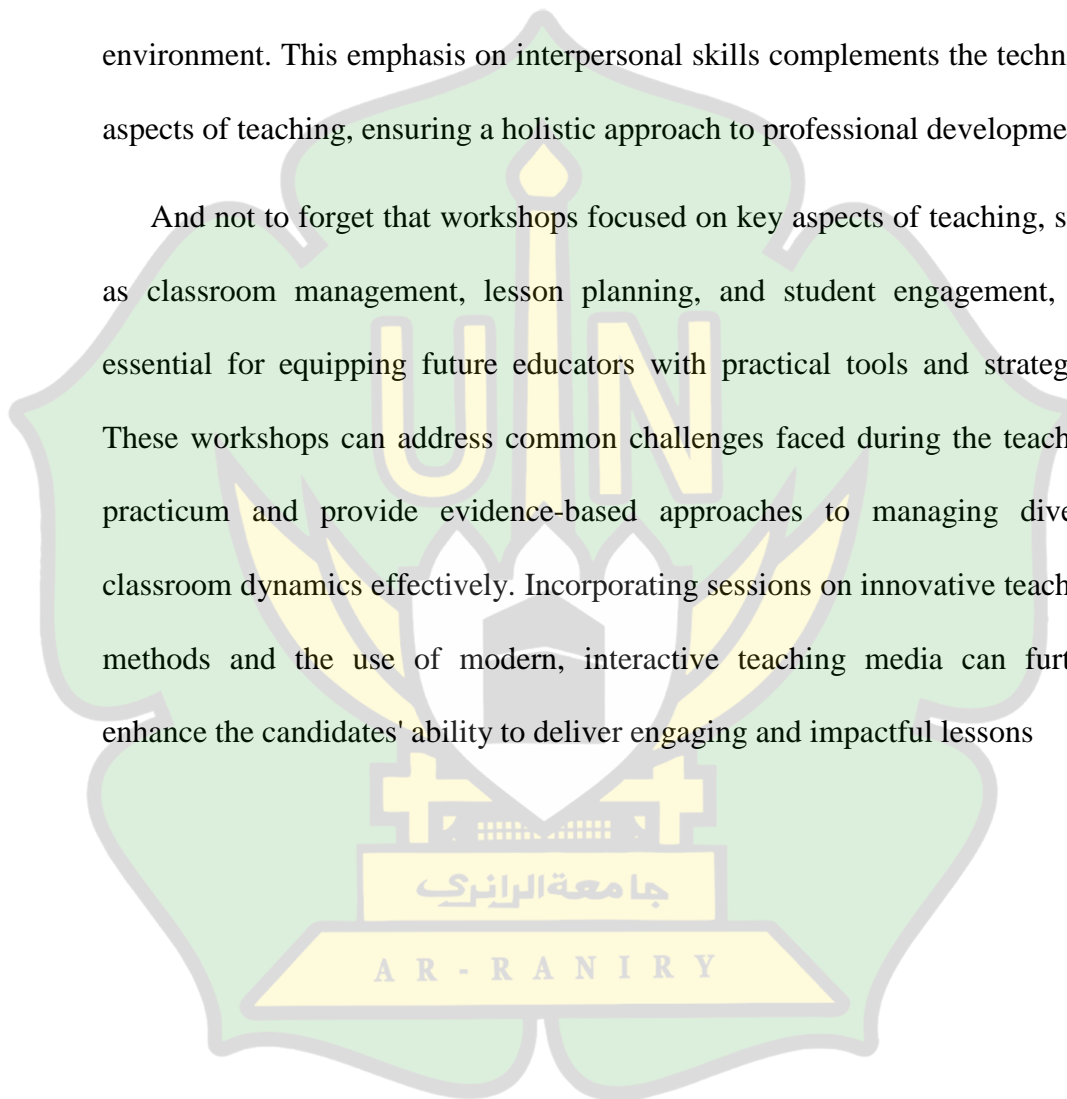 environment. This emphasis on interpersonal skills complements the techn
aspects of teaching, ensuring a holistic approach to professional developme
And not to forget that workshops focused on key aspects of teaching, s
as classroom management, lesson planning, and student engagement,
essential for equipping future educators with practical tools and strateg
These workshops can address common challenges faced during the teach
practicum and provide evidence-based approaches to managing dive
classroom dynamics effectively. Incorporating sessions on innovative teach
methods and the use of modern, interactive teaching media can furt
enhance the candidates' ability to deliver engaging and impactful lessons
UIN
جامعة الرانري
AR-RANIRY